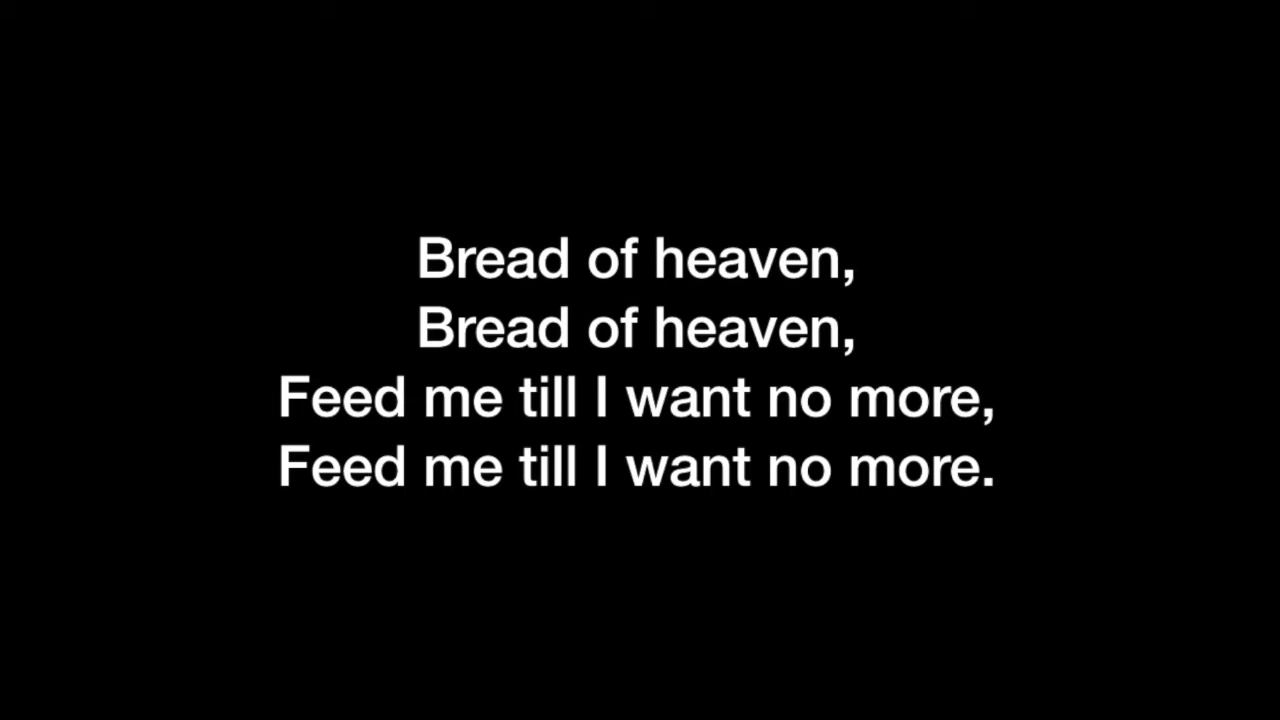 Bread of heaven,
Bread of heaven,
Feed me till I want no more,
Feed me till I want no more.